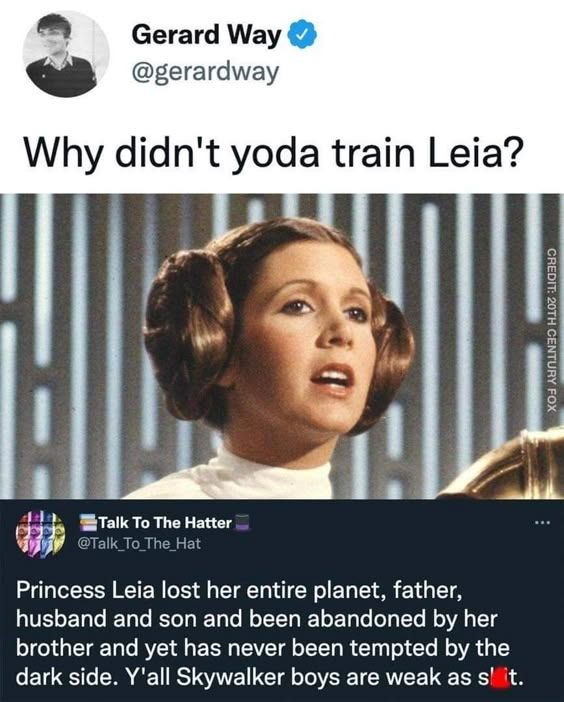 Gerard Way
@gerardway
Why didn't yoda train Leia?
CREDIT: 20TH CENTURY FOX
Talk To The Hatter
@Talk_To_The_Hat
Princess Leia lost her entire planet, father,
husband and son and been abandoned by her
brother and yet has never been tempted by the
dark side. Y'all Skywalker boys are weak as s
t.